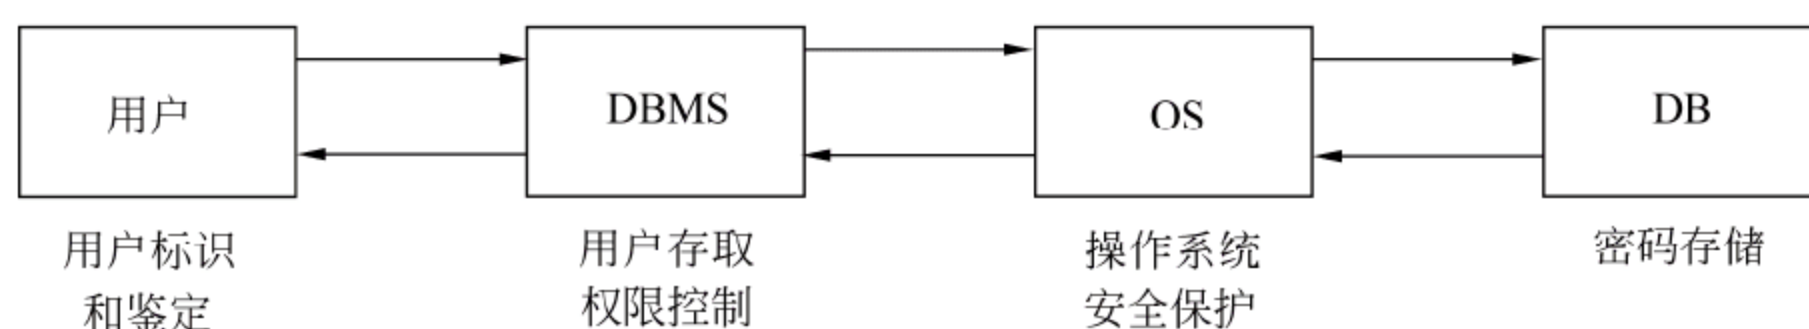 用户
DBMS
OS
DB
用户标识
和鉴定
用户存取
权限控制
操作系统
安全保护
密码存储